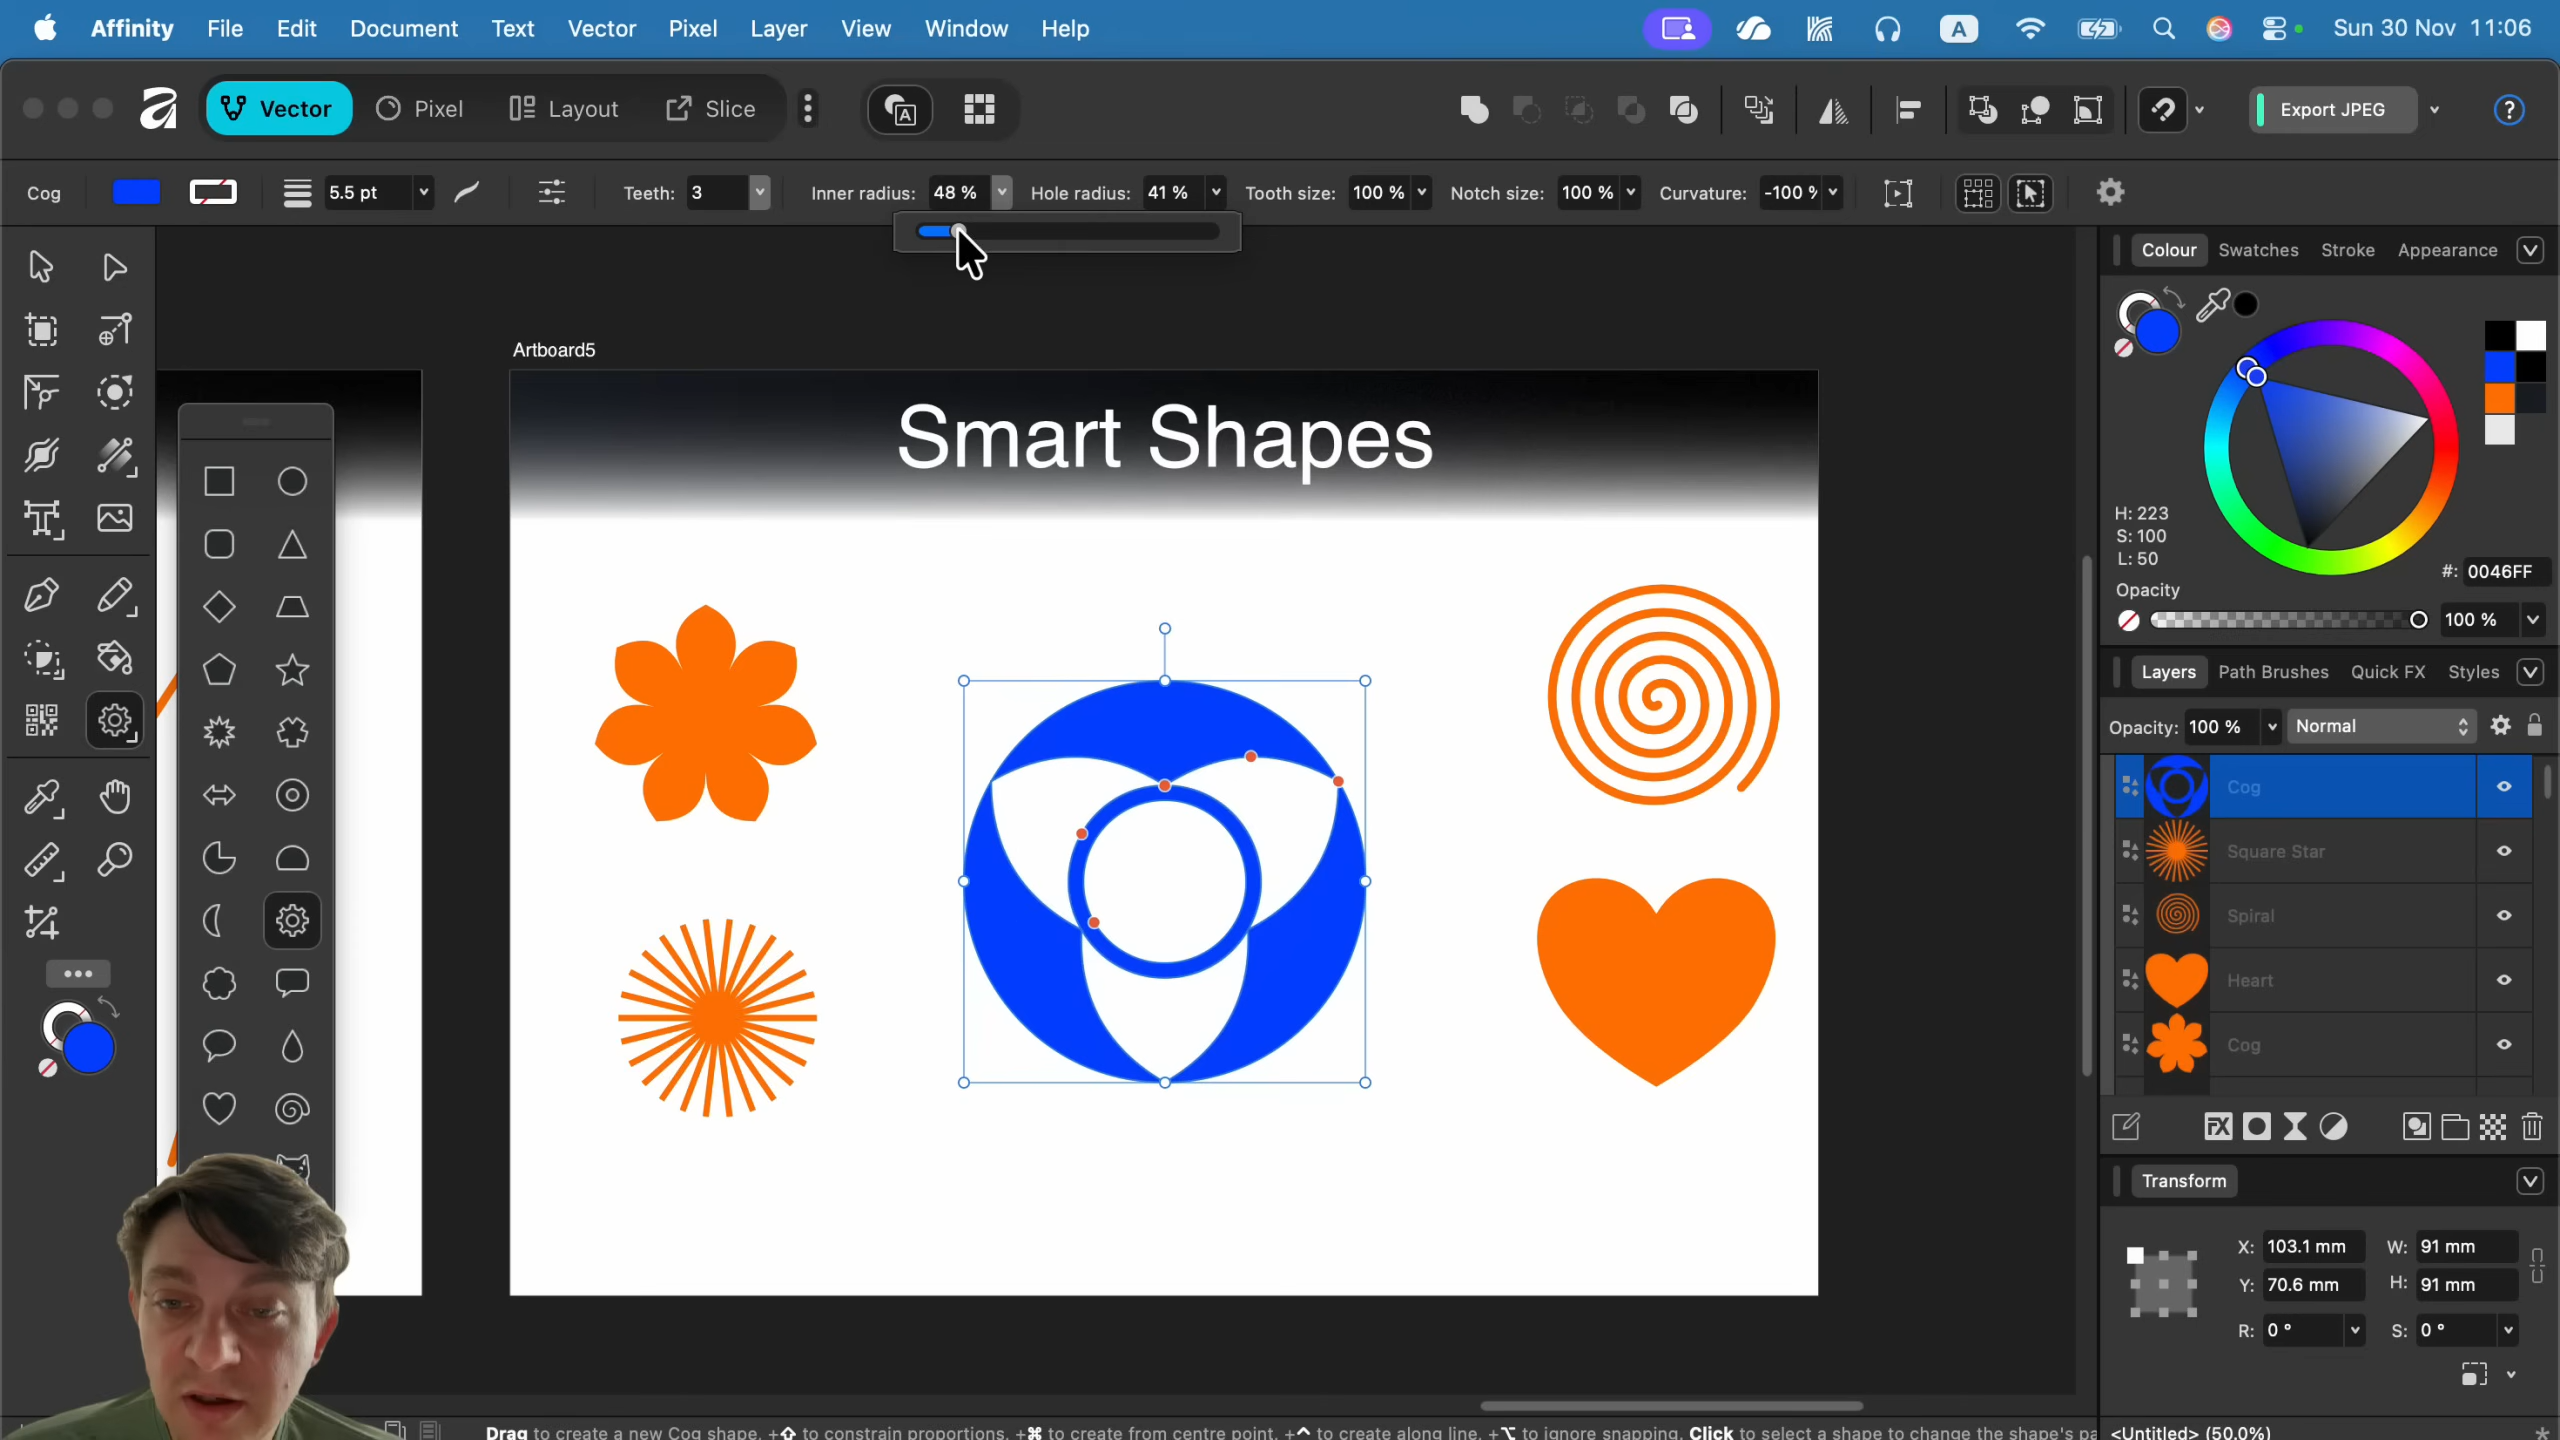 Affinity File Edit Document Text Vector Pixel Layer View Window Help A Sun 30 Nov 11:06
Vector Pixel Layout Slice A Export JPEG ?
Cog 5.5 pt Teeth: 3 Inner radius: 48 % Hole radius: 41 % Tooth size: 100 % Notch size: 100 % Curvature: -100 %
Colour Swatches Stroke Appearance
Artboard5
Smart Shapes
H: 223
S: 100
L: 50
#: 0046FF
Opacity
100 %
Layers Path Brushes Quick FX Styles
Opacity: 100 % Normal
Cog
Square Star
Spiral
Heart
Cog
FX
Transform
X: 103.1 mm W: 91 mm
Y: 70.6 mm H: 91 mm
R: 0 ° S: 0 °
Drag to create a new Cog shape. +⇧ to constrain proportions. +⌘ to create from centre point. +^ to create along line. +⌥ to ignore snapping. Click to select a shape to change the shape's pa
<Untitled> (50.0%)